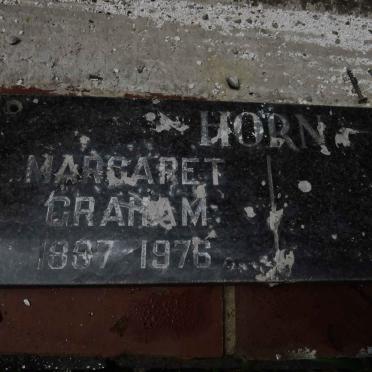 HORN
MARGARET
GRAHAM
1887 1976